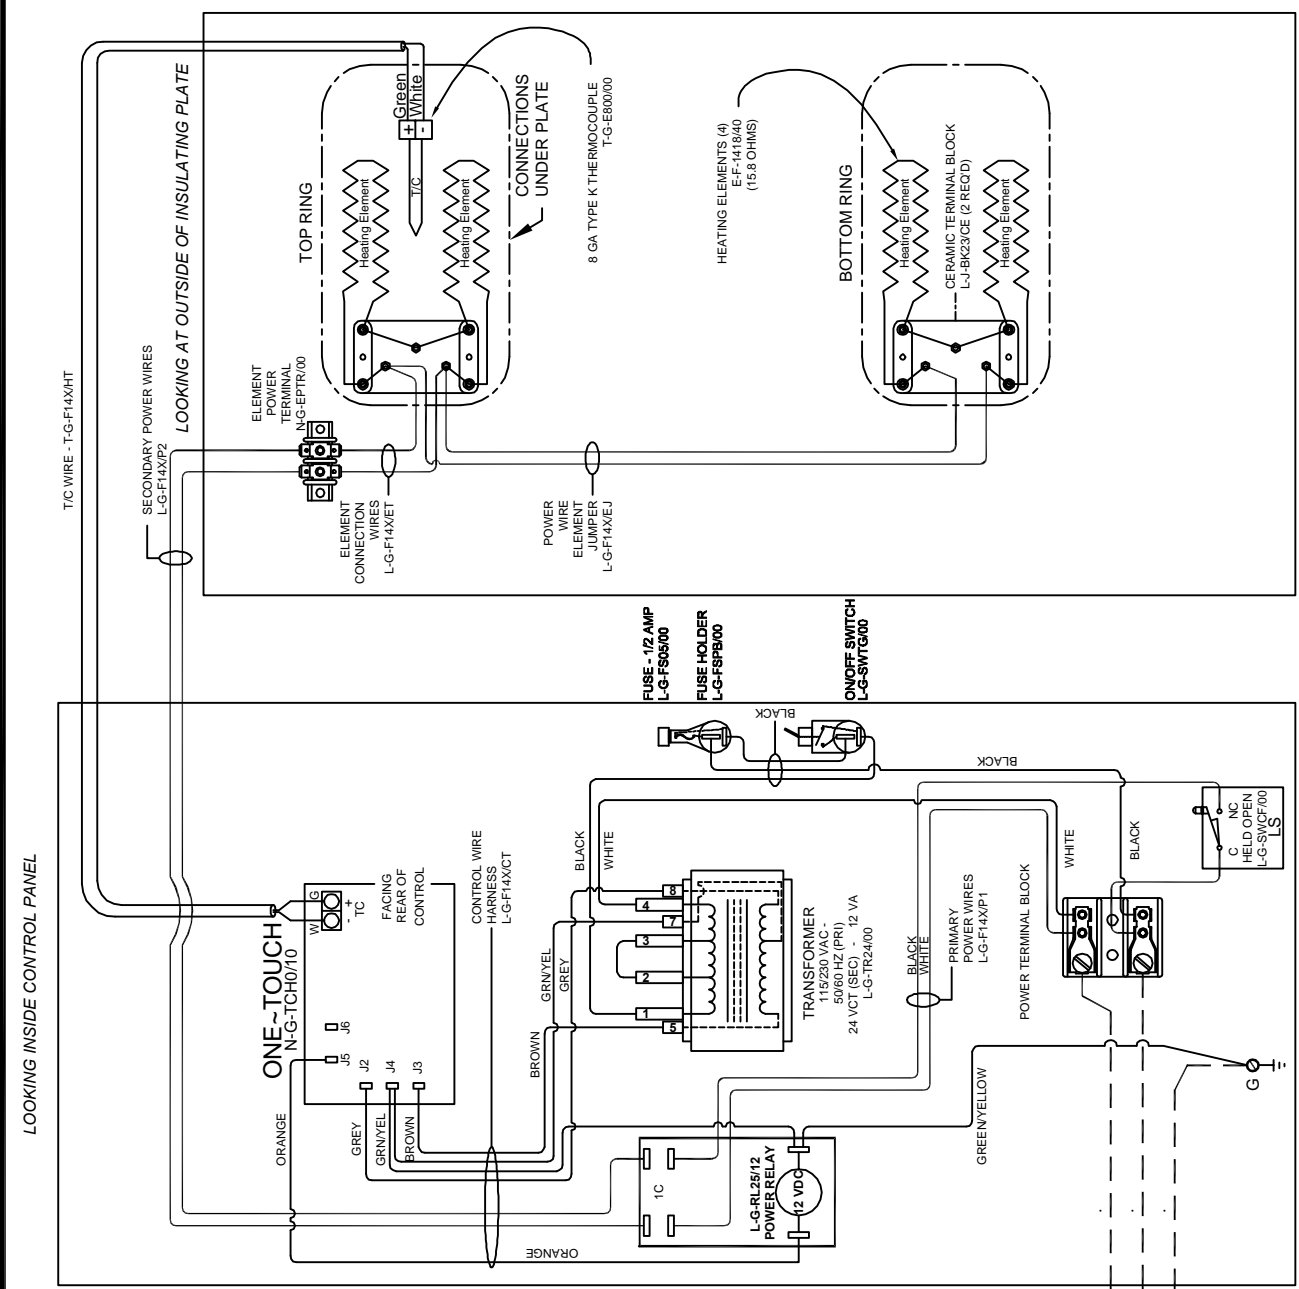 LOOKING AT OUTSIDE OF INSULATING PLATE
T/C WIRE - T-G-F14X/HT
SECONDARY POWER WIRES
L-G-F14X/P2
ELEMENT
POWER
TERMINAL
N-G-EPTR/00
TOP RING
Heating Element
Heating Element
T/C
Green
White
+
-
CONNECTIONS
UNDER PLATE
8 GA TYPE K THERMOCOUPLE
T-G-E800/00
HEATING ELEMENTS (4)
E-F-1418/40
(15.8 OHMS)
BOTTOM RING
Heating Element
Heating Element
CERAMIC TERMINAL BLOCK
L-J-BK23/CE (2 REQ'D)
ELEMENT
CONNECTION
WIRES
L-G-F14X/ET
POWER
WIRE
ELEMENT
JUMPER
L-G-F14X/EJ
LOOKING INSIDE CONTROL PANEL
FUSE - 1/2 AMP
L-G-FS05/00
FUSE HOLDER
L-G-FSPB/00
ON/OFF SWITCH
L-G-SWTG/00
BLACK
BLACK
ONE~TOUCH
N-G-TCH0/10
W
G
-
+
TC
FACING
REAR OF
CONTROL
J6
J5
J2
J4
J3
ORANGE
GREY
GRN/YEL
BROWN
CONTROL WIRE
HARNESS
L-G-F14X/CT
BROWN
GRN/YEL
GREY
BLACK
WHITE
8
4
7
3
2
1
5
TRANSFORMER
115/230 VAC -
50/60 HZ (PRI)
24 VCT (SEC) - 12 VA
L-G-TR24/00
BLACK
WHITE
PRIMARY
POWER WIRES
L-G-F14X/P1
POWER TERMINAL BLOCK
WHITE
BLACK
C
NC
HELD OPEN
L-G-SWCF/00
LS
1C
L-G-RL25/12
POWER RELAY
12 VDC
ORANGE
GREEN/YELLOW
G